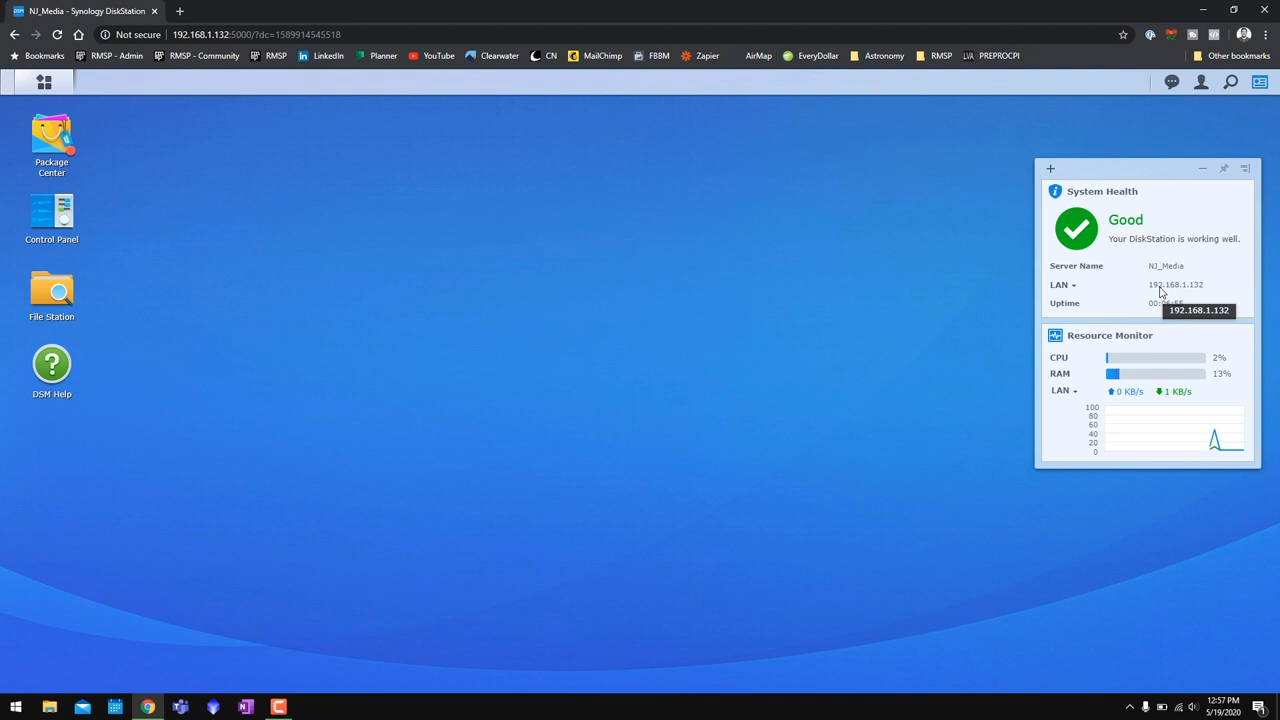 NJ_Media - Synology DiskStation
Not secure 192.168.1.132:5000/?dc=1589914545518
Bookmarks RMSP - Admin RMSP - Community RMSP LinkedIn Planner YouTube Clearwater CN MailChimp FBBM Zapier AirMap EveryDollar Astronomy RMSP LVA PREPROCPI Other bookmarks
Package
Center
Control Panel
File Station
DSM Help
System Health
Good
Your DiskStation is working well.
Server Name NJ_Media
LAN 192.168.1.132
Uptime
192.168.1.132
Resource Monitor
CPU 2%
RAM 13%
LAN 0 KB/s 1 KB/s
100
80
60
40
20
0
12:57 PM
5/19/2020
1